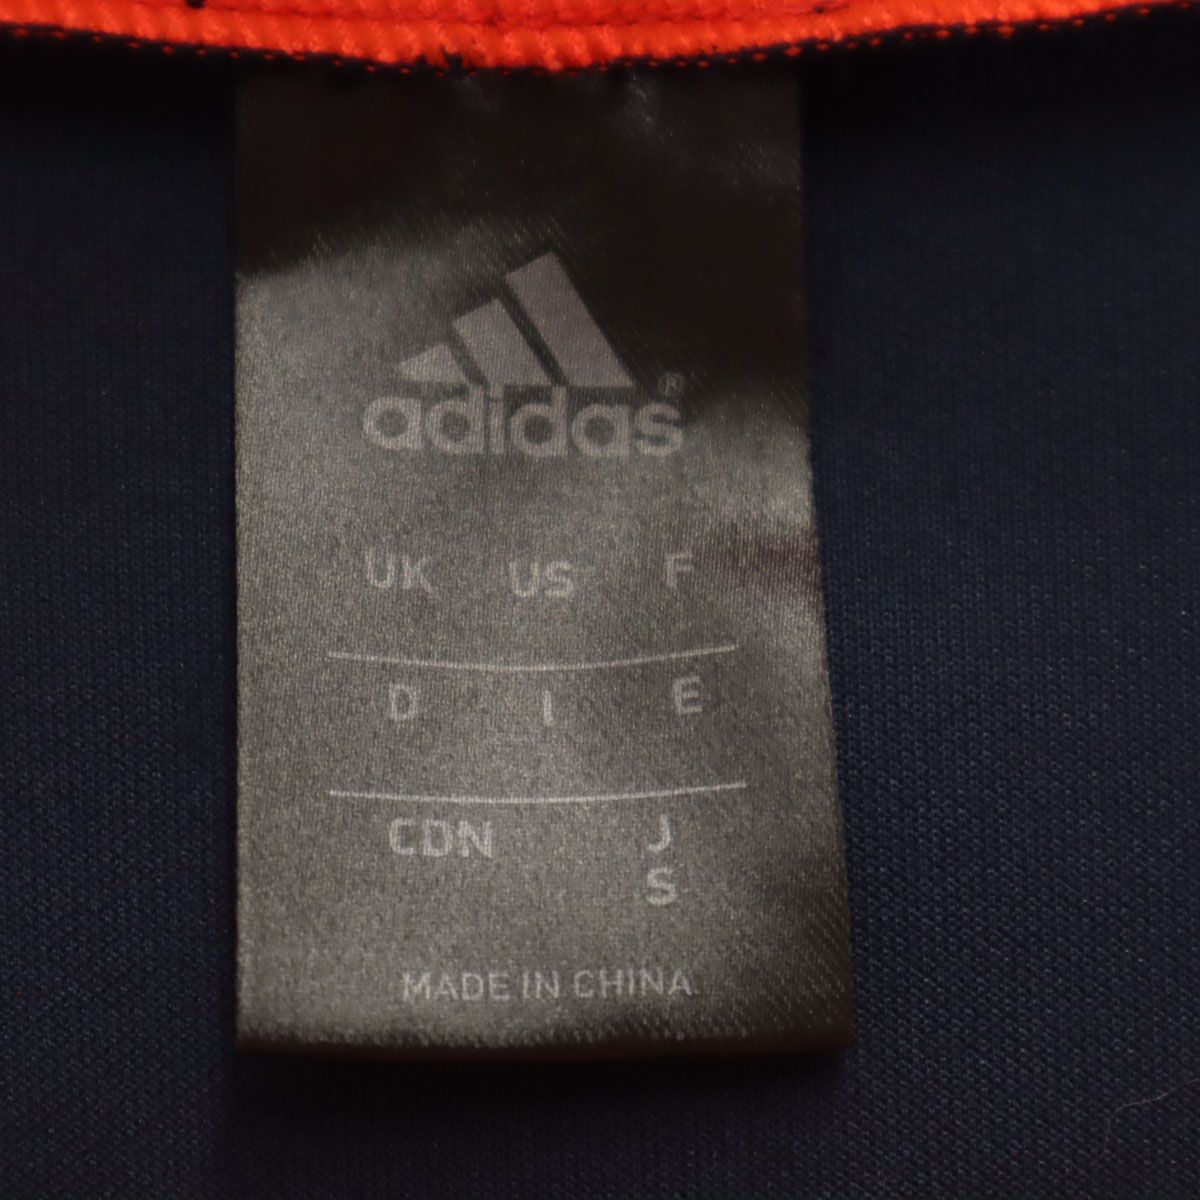 adidas®
UK US F
D I E
CDN J
S
MADE IN CHINA